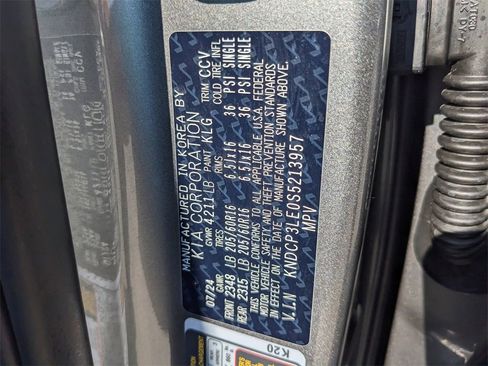 MANUFACTURED IN KOREA BY
KIA CORPORATION
07/24 GVWR 4,211 LB PAINT KLG TRIM CCV
GAWR RIMS COLD TIRE INFL.
FRONT 2348 LB 205/60R16 6.5Jx16 36 PSI SINGLE
REAR 2315 LB 205/60R16 6.5Jx16 36 PSI SINGLE
THIS VEHICLE CONFORMS TO ALL APPLICABLE U.S.A. FEDERAL
MOTOR VEHICLE SAFETY AND THEFT PREVENTION STANDARDS
IN EFFECT ON THE DATE OF MANUFACTURE SHOWN ABOVE.
V.I.N KNDCP3LE0S5213957
MPV
K20